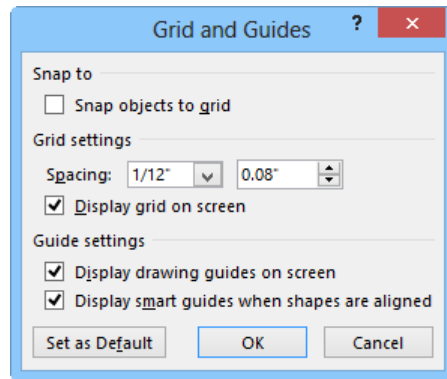 Grid and Guides ?
Snap to
Snap objects to grid
Grid settings
Spacing: 1/12" 0.08"
Display grid on screen
Guide settings
Display drawing guides on screen
Display smart guides when shapes are aligned
Set as Default OK Cancel